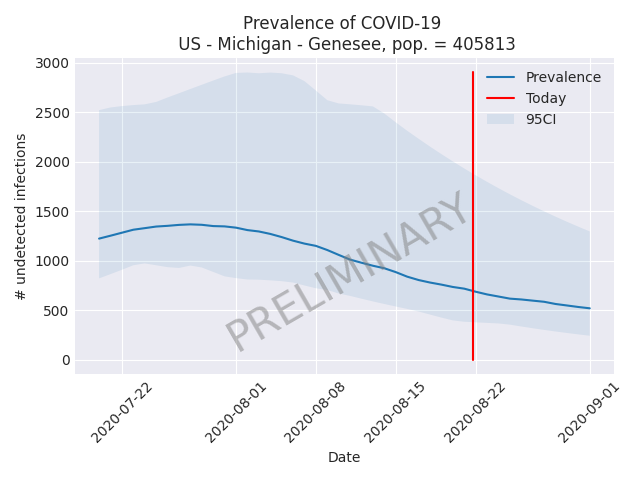 Prevalence of COVID-19
US - Michigan - Genesee, pop. = 405813
3000
2500
2000
1500
1000
500
0
# undetected infections
Prevalence
Today
95CI
PRELIMINARY
2020-07-22
2020-08-01
2020-08-08
2020-08-15
2020-08-22
2020-09-01
Date